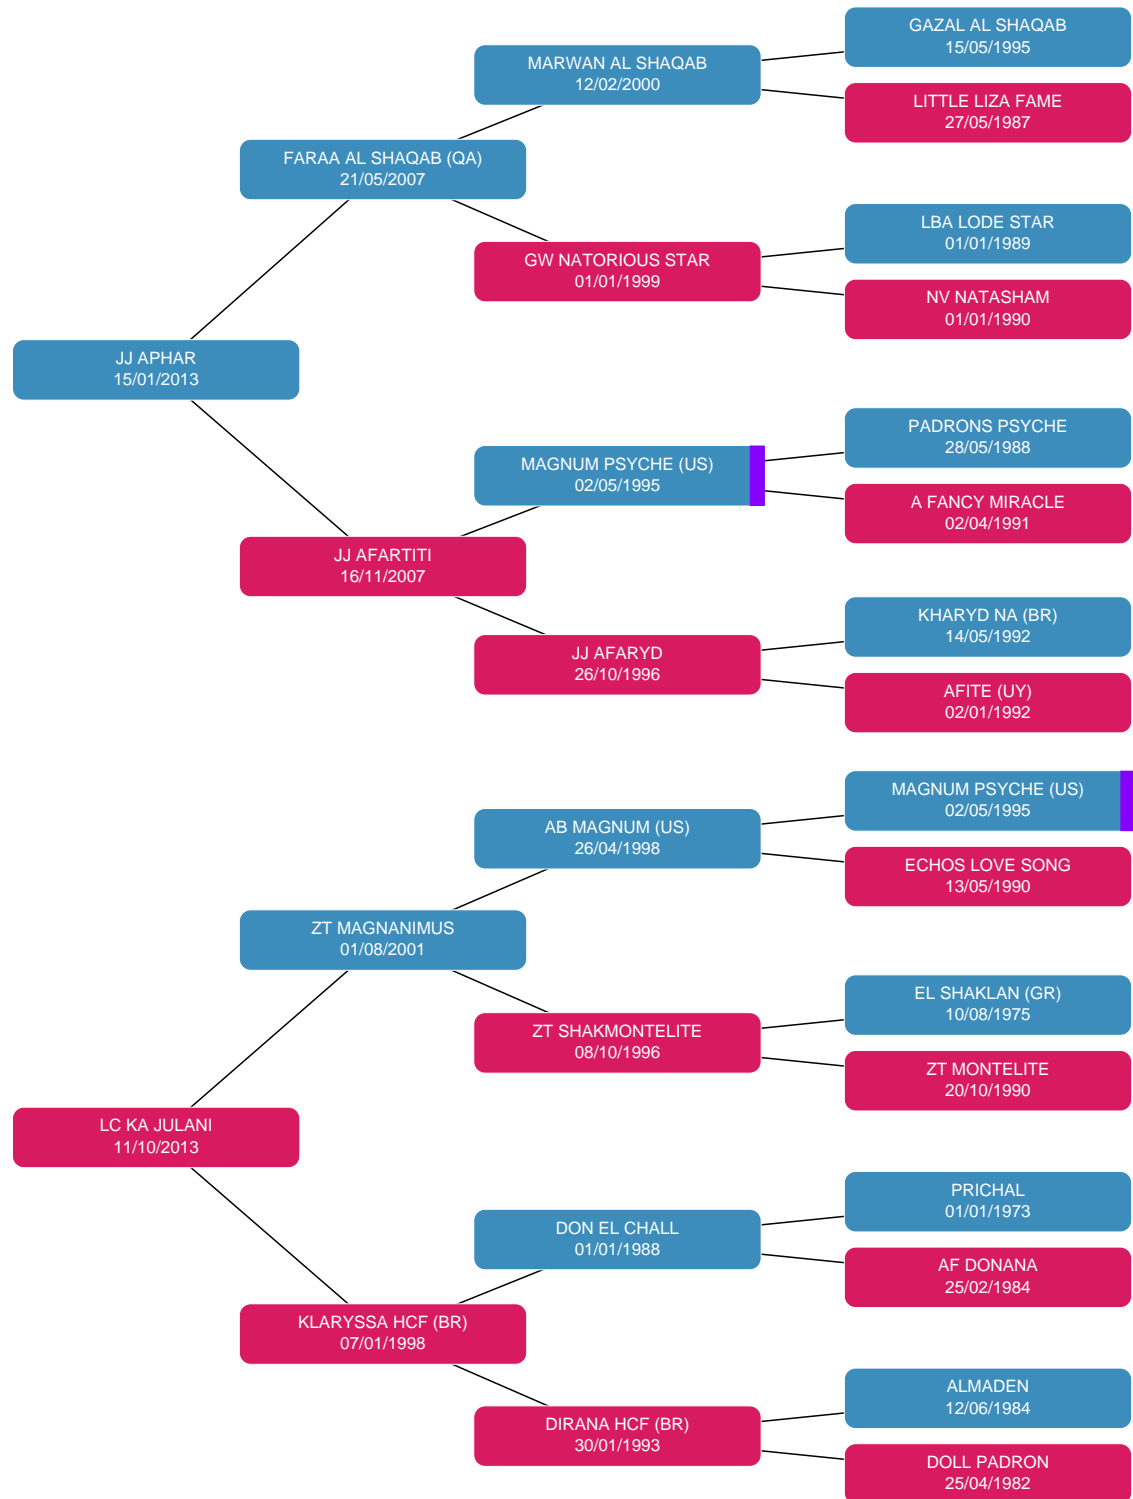 GAZAL AL SHAQAB
15/05/1995
MARWAN AL SHAQAB
12/02/2000
LITTLE LIZA FAME
27/05/1987
FARAA AL SHAQAB (QA)
21/05/2007
LBA LODE STAR
01/01/1989
GW NATORIOUS STAR
01/01/1999
NV NATASHAM
01/01/1990
JJ APHAR
15/01/2013
PADRONS PSYCHE
28/05/1988
MAGNUM PSYCHE (US)
02/05/1995
A FANCY MIRACLE
02/04/1991
JJ AFARTITI
16/11/2007
KHARYD NA (BR)
14/05/1992
JJ AFARYD
26/10/1996
AFITE (UY)
02/01/1992
MAGNUM PSYCHE (US)
02/05/1995
AB MAGNUM (US)
26/04/1998
ECHOS LOVE SONG
13/05/1990
ZT MAGNANIMUS
01/08/2001
EL SHAKLAN (GR)
10/08/1975
ZT SHAKMONTELITE
08/10/1996
ZT MONTELITE
20/10/1990
LC KA JULANI
11/10/2013
PRICHAL
01/01/1973
DON EL CHALL
01/01/1988
AF DONANA
25/02/1984
KLARYSSA HCF (BR)
07/01/1998
ALMADEN
12/06/1984
DIRANA HCF (BR)
30/01/1993
DOLL PADRON
25/04/1982